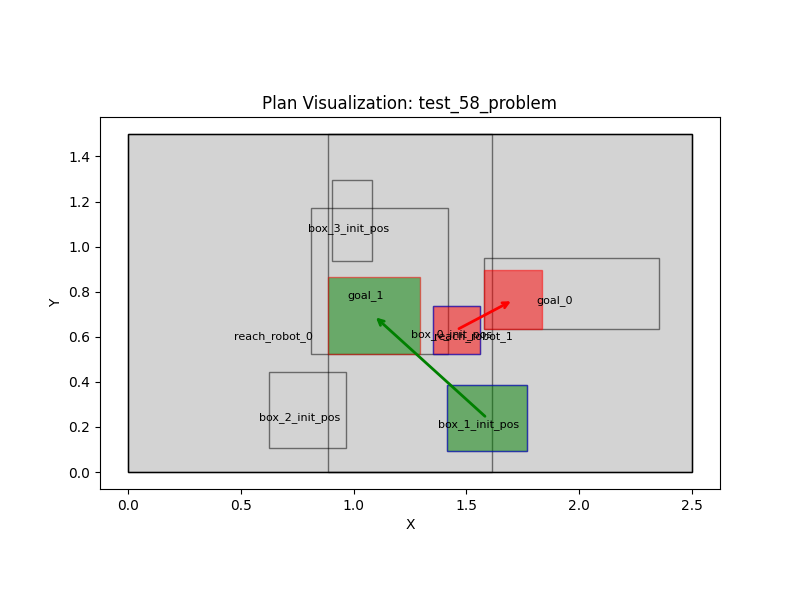 Plan Visualization: test_58_problem
1.4
1.2
1.0
0.8
0.6
0.4
0.2
0.0
Y
box_3_init_pos
goal_1
goal_0
box_0_init_pos
reach_robot_0
reach_robot_1
box_2_init_pos
box_1_init_pos
0.0 0.5 1.0 1.5 2.0 2.5
X